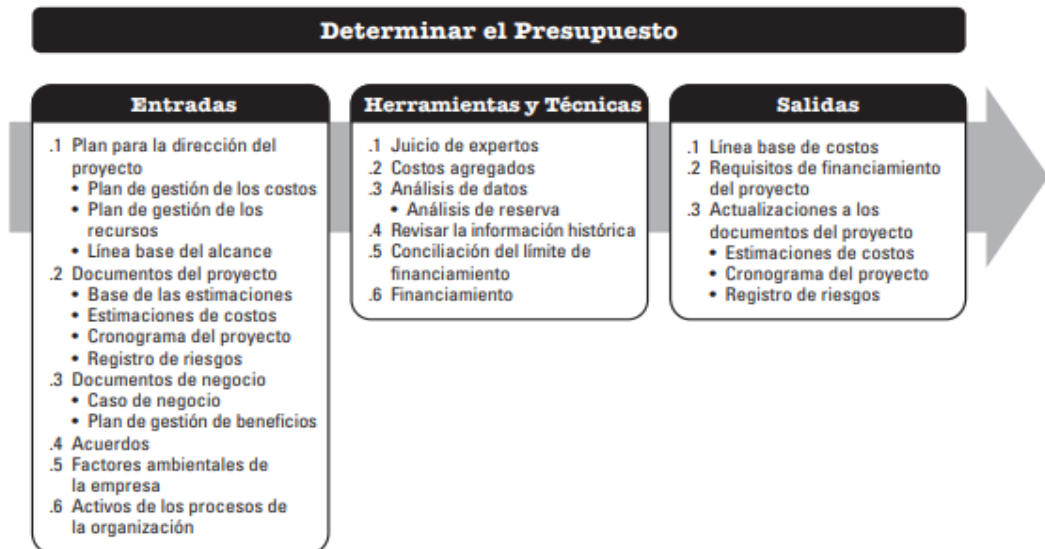 Determinar el Presupuesto
Entradas
.1 Plan para la dirección del
proyecto
• Plan de gestión de los costos
• Plan de gestión de los
recursos
• Línea base del alcance
.2 Documentos del proyecto
• Base de las estimaciones
• Estimaciones de costos
• Cronograma del proyecto
• Registro de riesgos
.3 Documentos de negocio
• Caso de negocio
• Plan de gestión de beneficios
.4 Acuerdos
.5 Factores ambientales de
la empresa
.6 Activos de los procesos de
la organización
Herramientas y Técnicas
.1 Juicio de expertos
.2 Costos agregados
.3 Análisis de datos
• Análisis de reserva
.4 Revisar la información histórica
.5 Conciliación del límite de
financiamiento
.6 Financiamiento
Salidas
.1 Línea base de costos
.2 Requisitos de financiamiento
del proyecto
.3 Actualizaciones a los
documentos del proyecto
• Estimaciones de costos
• Cronograma del proyecto
• Registro de riesgos